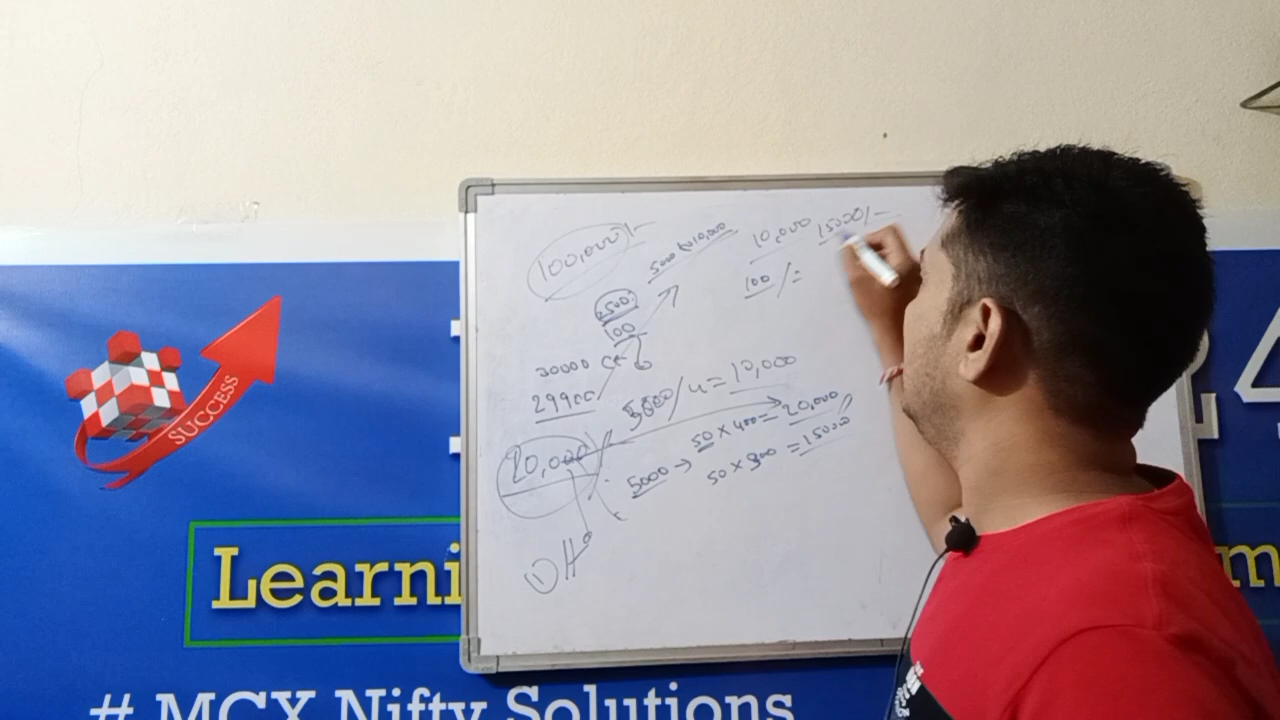 100,000/-
5000 10,000
10,000 15000/-
100/=
2500
100
30000 CE
29900
5000/4=10,000
20,000
50 X 400 = 20,000
5000 → 50 X 300 = 15000
SUCCESS
Learni
m
# MCX Nifty Solutions